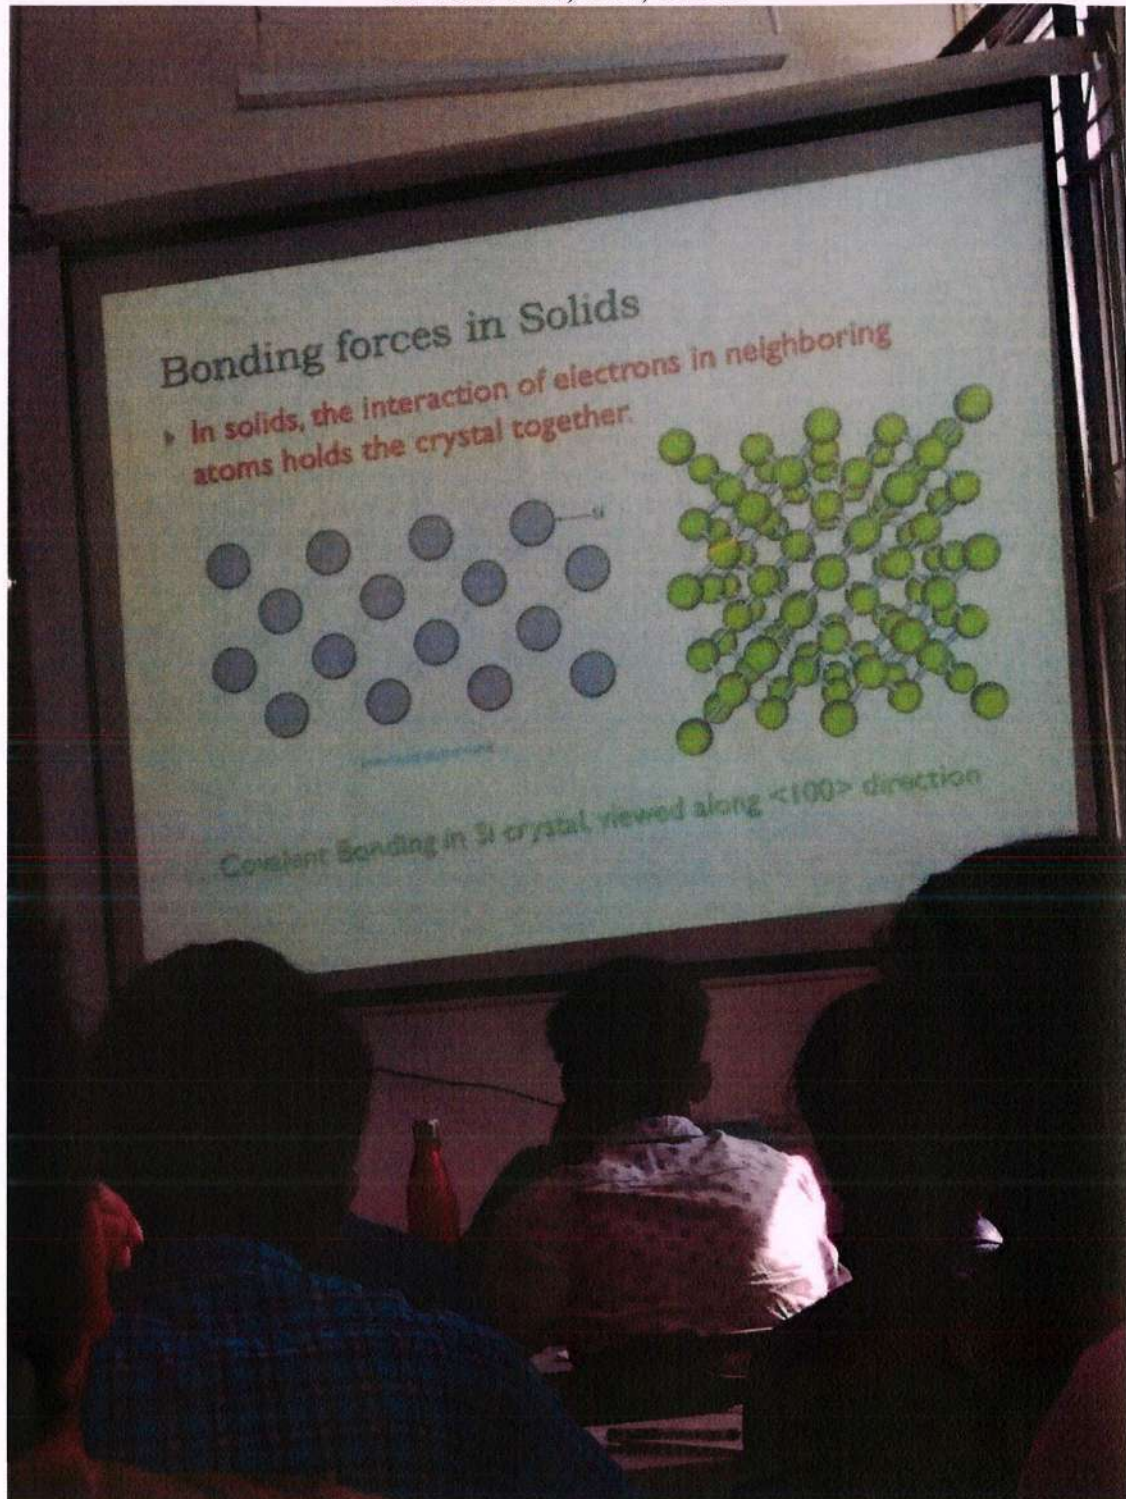 Bonding forces in Solids
In solids, the interaction of electrons in neighboring
atoms holds the crystal together.
Si
Covalent Bonding in Si crystal, viewed along <100> direction